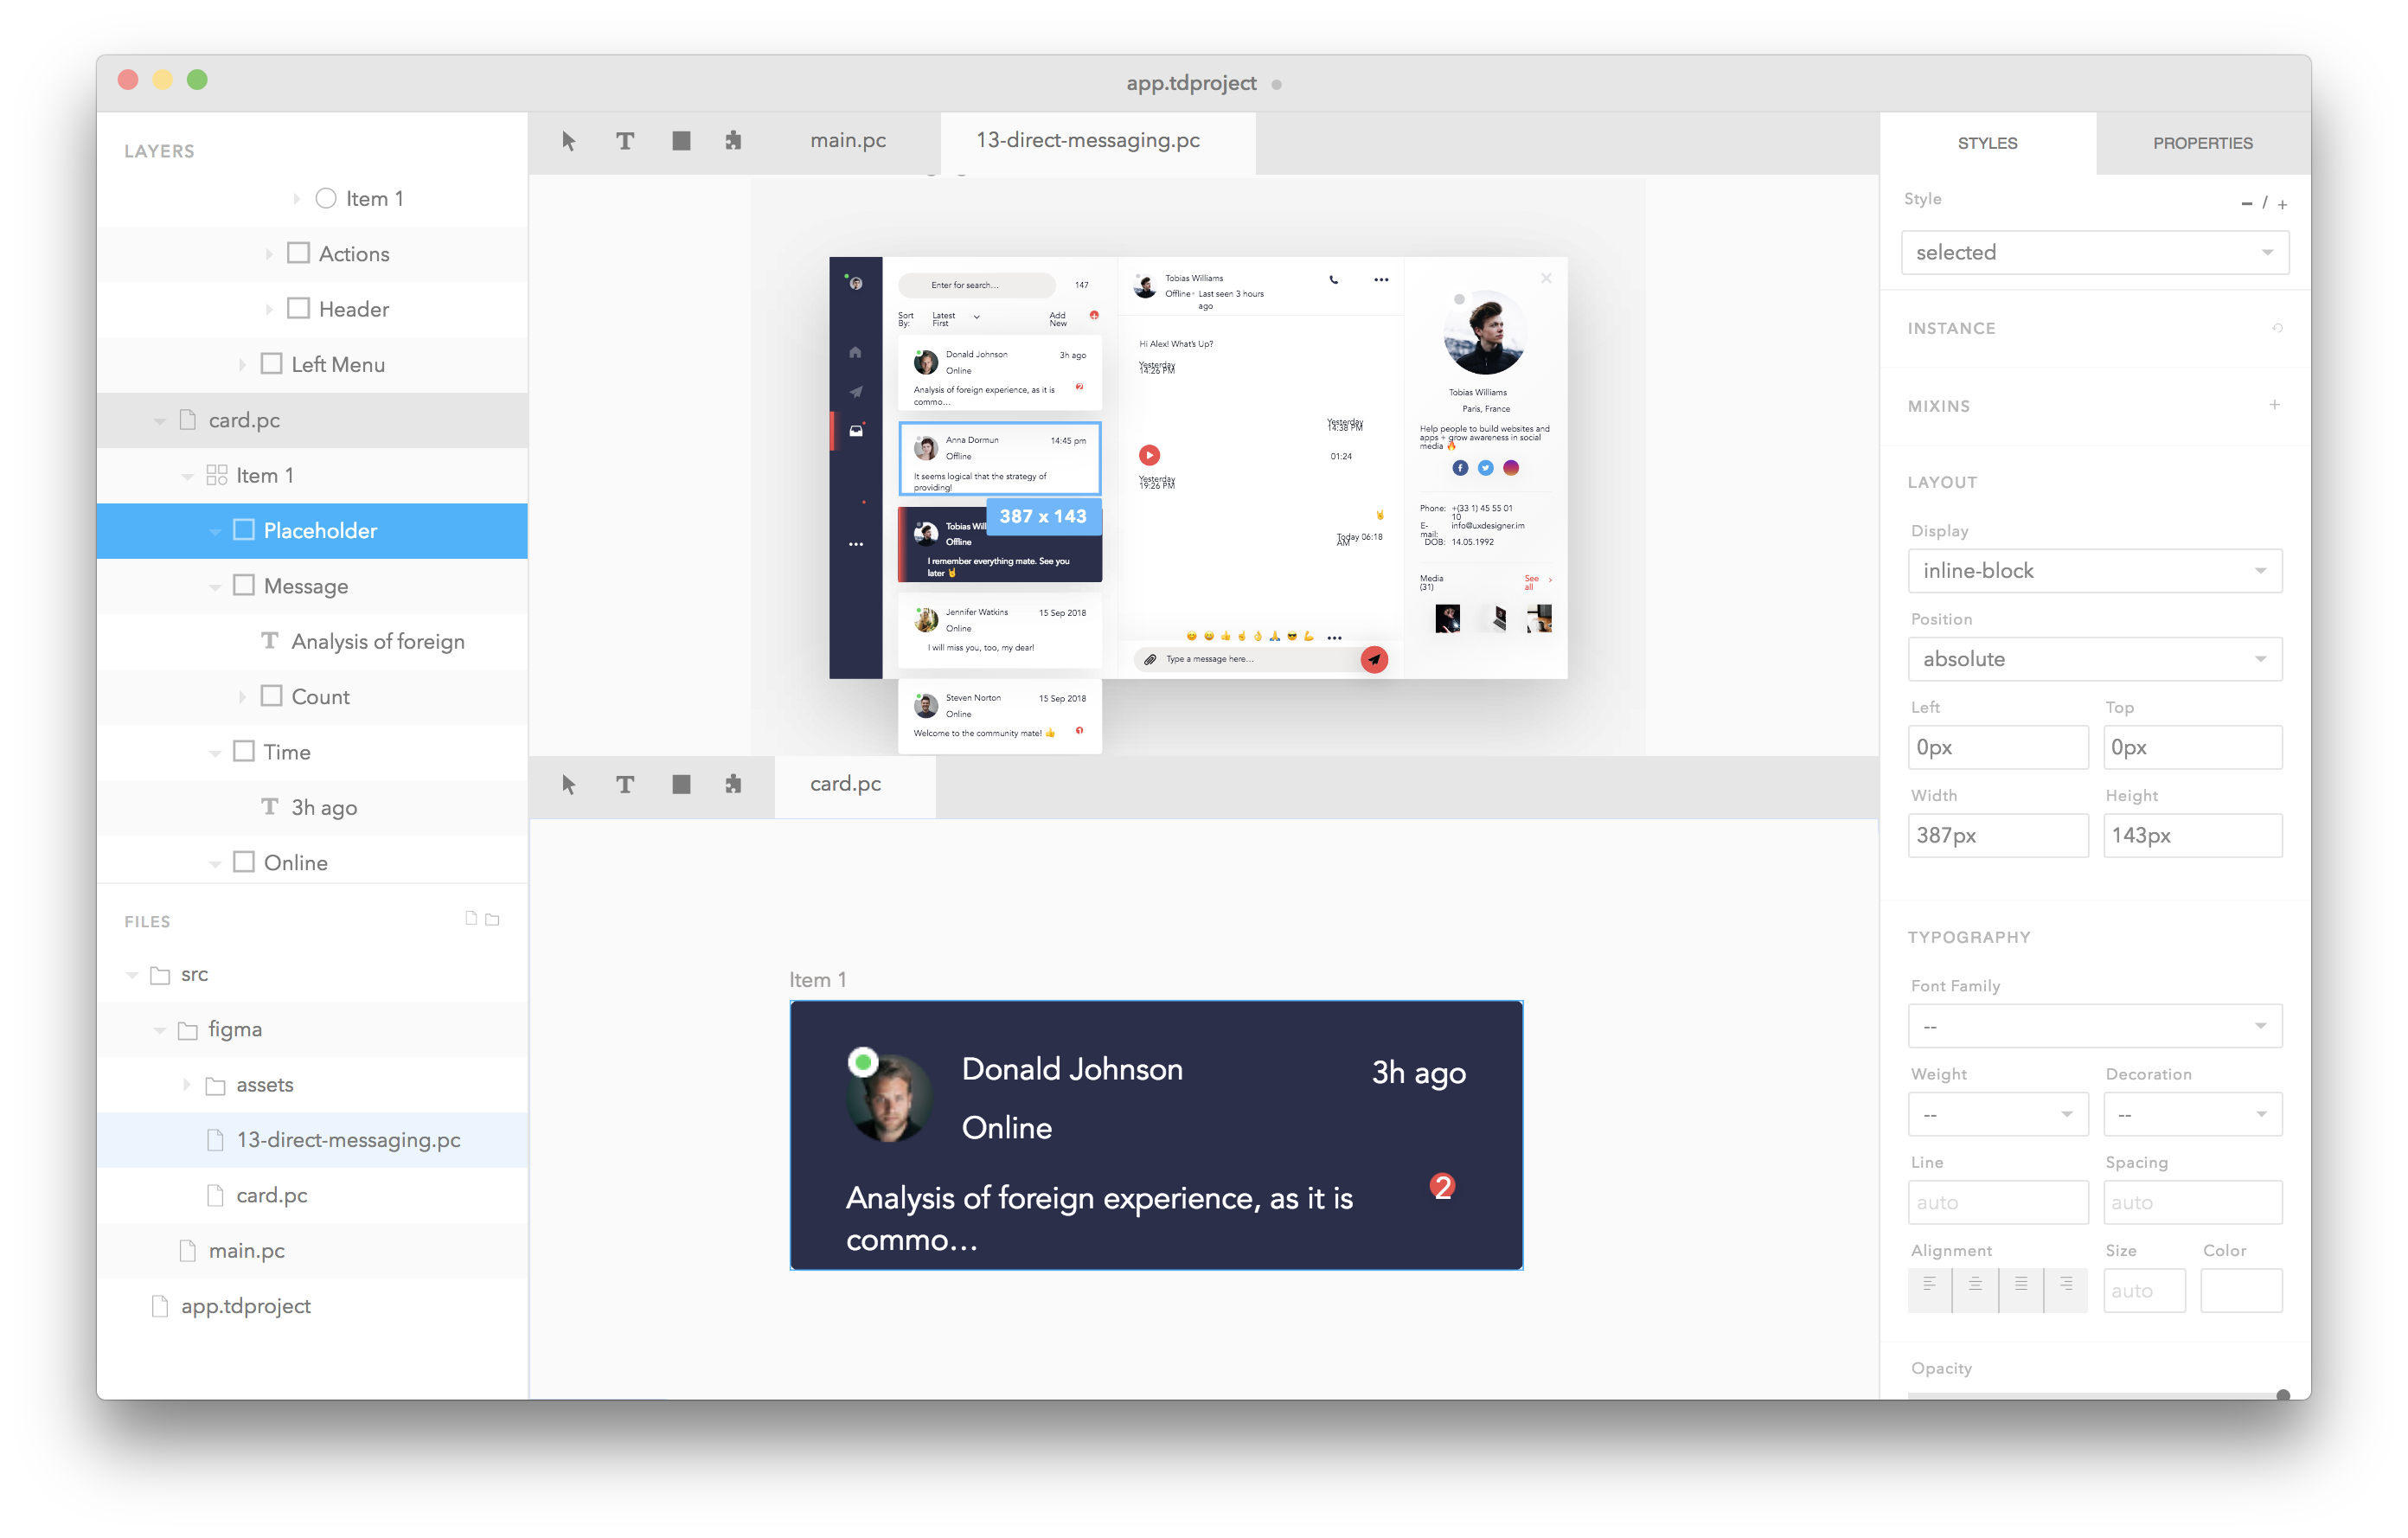 app.tdproject
LAYERS
Item 1
Actions
Header
Left Menu
card.pc
Item 1
Placeholder
Message
Analysis of foreign
Count
Time
3h ago
Online
FILES
src
figma
assets
13-direct-messaging.pc
card.pc
main.pc
app.tdproject
main.pc
13-direct-messaging.pc
Enter for search...
147
Sort By:
Latest First
Add New
Donald Johnson
3h ago
Online
Analysis of foreign experience, as it is
commo...
2
Anna Dormun
14:45 pm
Offline
It seems logical that the strategy of
providing!
387 x 143
Tobias Will
Offline
I remember everything mate. See you
later 🤘
Jennifer Watkins
15 Sep 2018
Online
I will miss you, too, my dear!
Steven Norton
15 Sep 2018
Online
Welcome to the community mate! 👍
1
Tobias Williams
Offline · Last seen 3 hours
ago
Hi Alex! What's Up?
Yesterday
14:26 PM
Yesterday
14:38 PM
01:24
Yesterday
19:26 PM
Today 06:18
AM
Type a message here...
Tobias Williams
Paris, France
Help people to build websites and
apps + grow awareness in social
media 🔥
Phone: +(33 1) 45 55 01
10
E-mail: info@uxdesigner.im
DOB: 14.05.1992
Media
(31)
See
all
card.pc
Item 1
Donald Johnson
3h ago
Online
Analysis of foreign experience, as it is
commo...
2
STYLES
PROPERTIES
Style
– / +
selected
INSTANCE
MIXINS
+
LAYOUT
Display
inline-block
Position
absolute
Left
Top
0px
0px
Width
Height
387px
143px
TYPOGRAPHY
Font Family
--
Weight
Decoration
--
--
Line
Spacing
auto
auto
Alignment
Size
Color
auto
Opacity